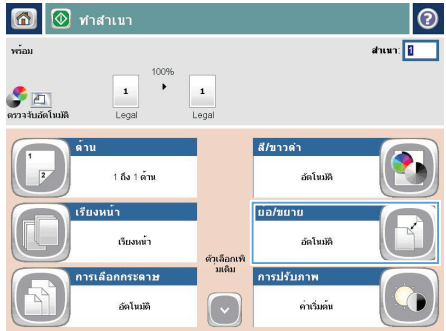 ทำสำเนา
พร้อม
สำเนา: 1
100%
1
1
ตรวจจับอัตโนมัติ
Legal
Legal
ด้าน
1
2
1 ถึง 1 ด้าน
สี/ขาวดำ
อัตโนมัติ
เรียงหน้า
เรียงหน้า
ย่อ/ขยาย
อัตโนมัติ
ตัวเลือกเพิ่
มเติม
การเลือกกระดาษ
อัตโนมัติ
การปรับภาพ
ค่าเริ่มต้น